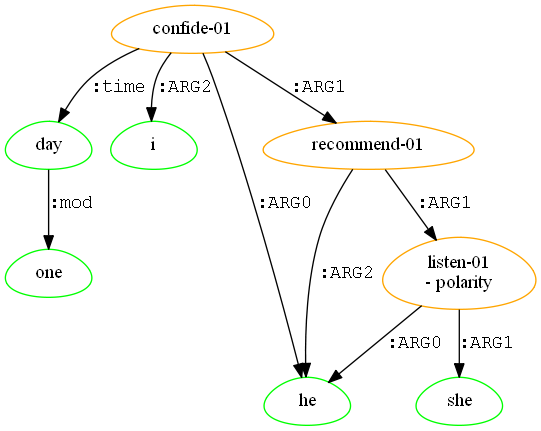 confide-01
:time
:ARG2
:ARG1
day
i
recommend-01
:mod
:ARG0
:ARG1
one
:ARG2
listen-01
- polarity
:ARG0
:ARG1
he
she